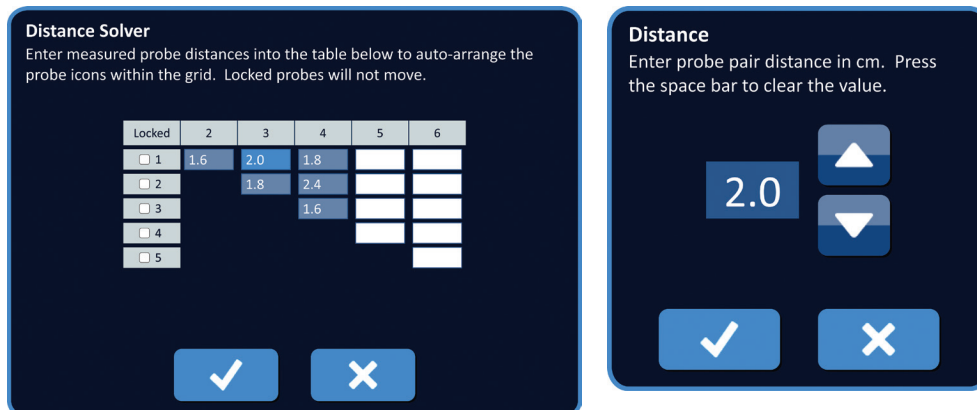 Distance Solver
Enter measured probe distances into the table below to auto-arrange the
probe icons within the grid.  Locked probes will not move.
Locked 2 3 4 5 6
1 1.6 2.0 1.8
2 1.8 2.4
3 1.6
4
5
Distance
Enter probe pair distance in cm.  Press
the space bar to clear the value.
2.0